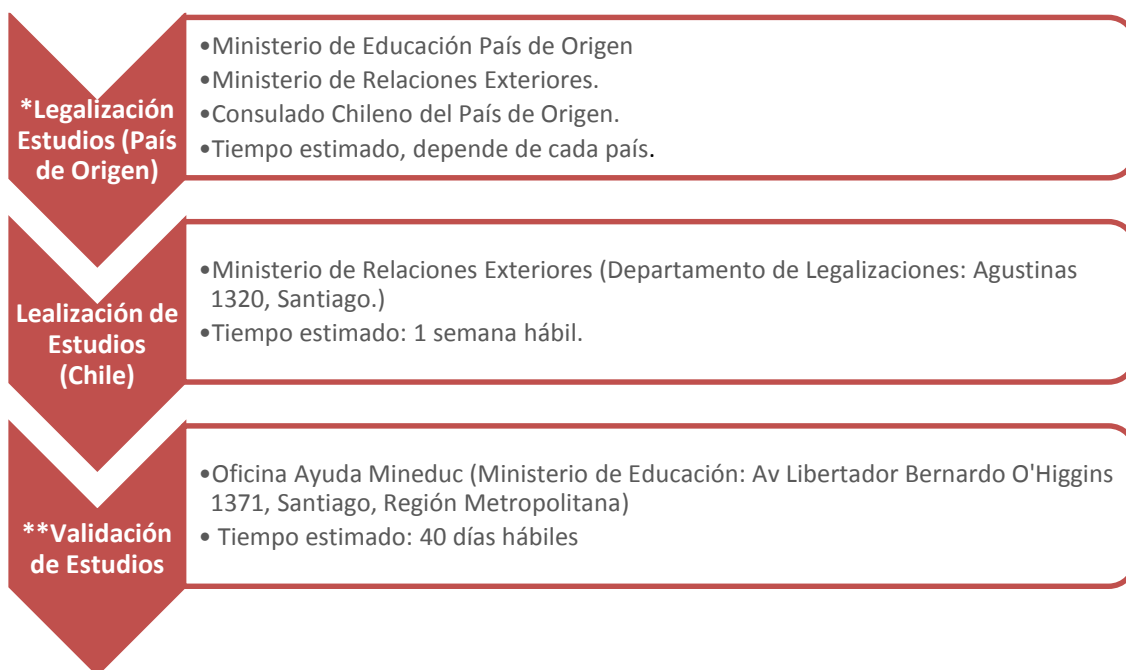 *Legalización
Estudios (País
de Origen)
•Ministerio de Educación País de Origen
•Ministerio de Relaciones Exteriores.
•Consulado Chileno del País de Origen.
•Tiempo estimado, depende de cada país.
Lealización de
Estudios
(Chile)
•Ministerio de Relaciones Exteriores (Departamento de Legalizaciones: Agustinas
1320, Santiago.)
•Tiempo estimado: 1 semana hábil.
**Validación
de Estudios
•Oficina Ayuda Mineduc (Ministerio de Educación: Av Libertador Bernardo O'Higgins
1371, Santiago, Región Metropolitana)
• Tiempo estimado: 40 días hábiles